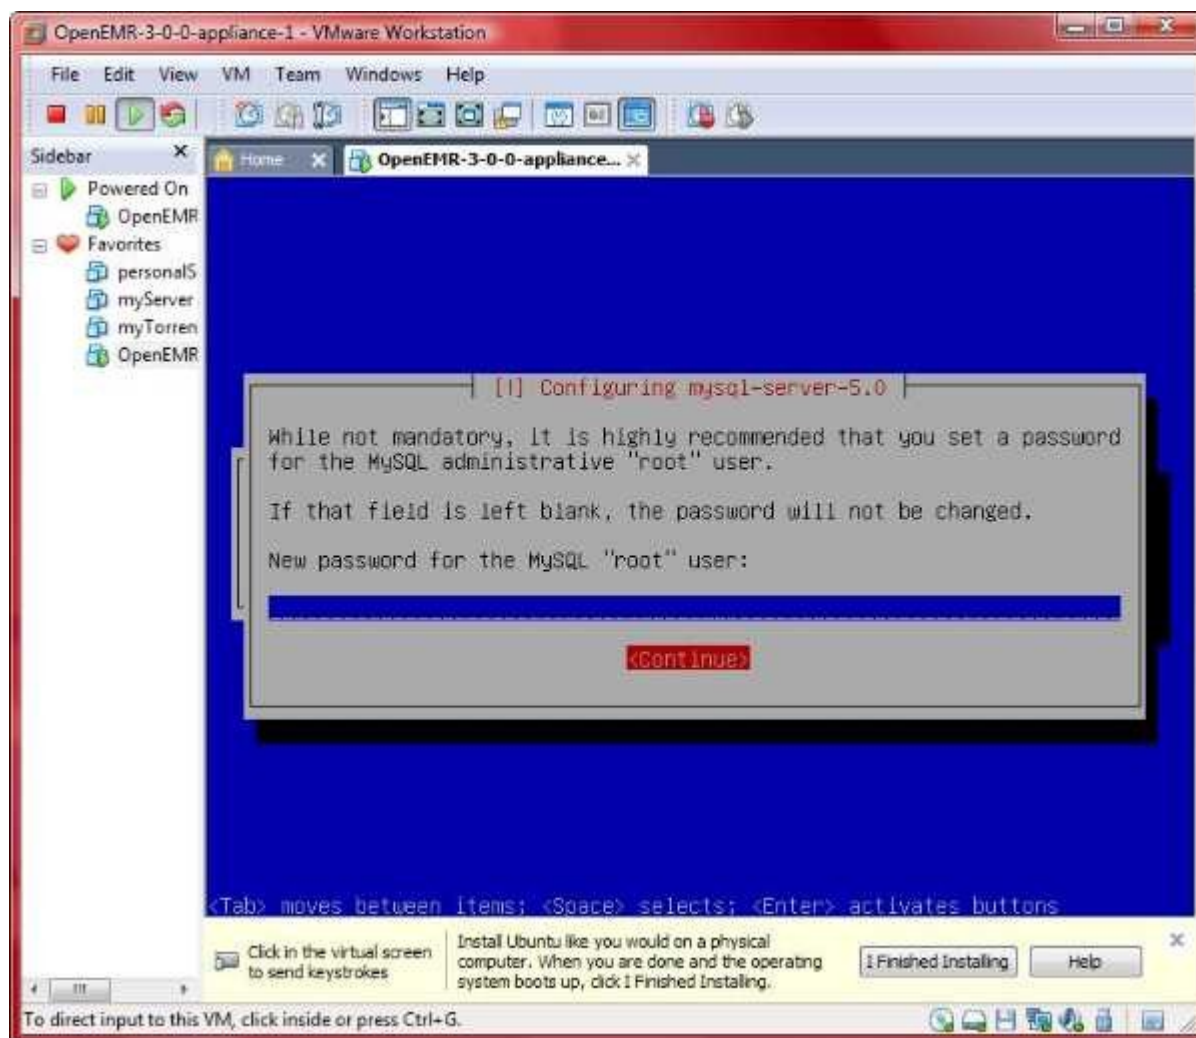 OpenEMR-3-0-0-appliance-1 - VMware Workstation
File Edit View VM Team Windows Help
Sidebar
Home
OpenEMR-3-0-0-appliance...
Powered On
OpenEMR
Favorites
personalS
myServer
myTorren
OpenEMR
[!] Configuring mysql-server-5.0
While not mandatory, it is highly recommended that you set a password
for the MySQL administrative "root" user.
If that field is left blank, the password will not be changed.
New password for the MySQL "root" user:
<Continue>
<Tab> moves between items; <Space> selects; <Enter> activates buttons
Click in the virtual screen
to send keystrokes
Install Ubuntu like you would on a physical
computer. When you are done and the operating
system boots up, click I Finished Installing.
I Finished Installing
Help
To direct input to this VM, click inside or press Ctrl+G.